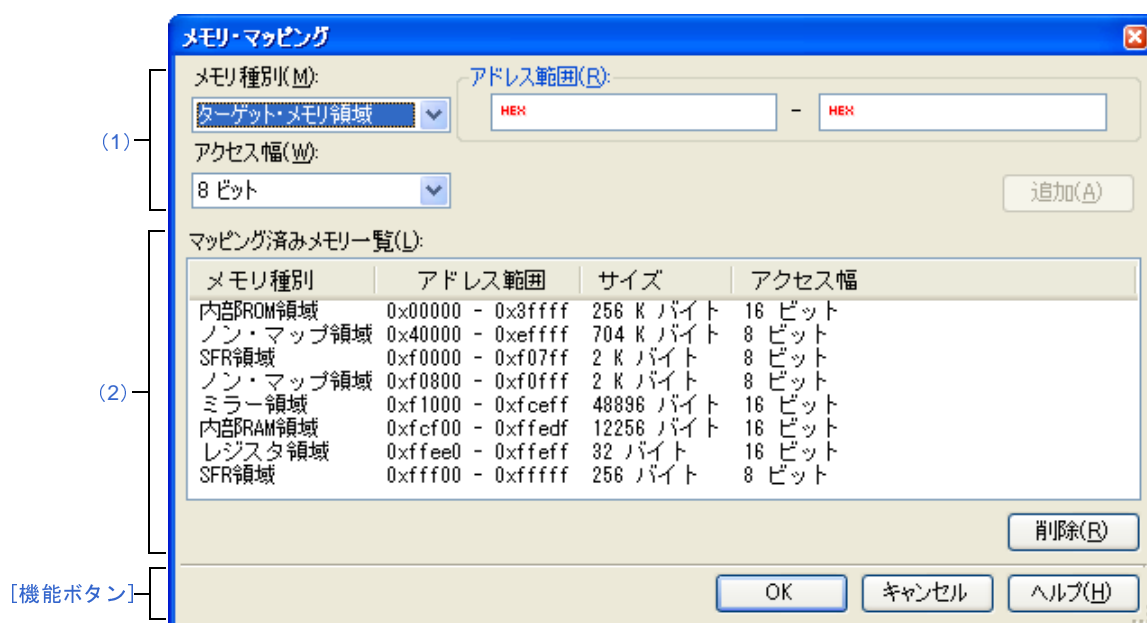 メモリ・マッピング
メモリ種別(M):
アドレス範囲(R):
ターゲット・メモリ領域
HEX - HEX
(1)
アクセス幅(W):
8 ビット
追加(A)
マッピング済みメモリ一覧(L):
メモリ種別 アドレス範囲 サイズ アクセス幅
内部ROM領域 0x00000 - 0x3ffff 256 K バイト 16 ビット
ノン・マップ領域 0x40000 - 0xeffff 704 K バイト 8 ビット
SFR領域 0xf0000 - 0xf07ff 2 K バイト 8 ビット
ノン・マップ領域 0xf0800 - 0xf0fff 2 K バイト 8 ビット
(2)
ミラー領域 0xf1000 - 0xfceff 48896 バイト 16 ビット
内部RAM領域 0xfcf00 - 0xffedf 12256 バイト 16 ビット
レジスタ領域 0xffee0 - 0xffeff 32 バイト 16 ビット
SFR領域 0xfff00 - 0xfffff 256 バイト 8 ビット
削除(R)
[機能ボタン]
OK キャンセル ヘルプ(H)